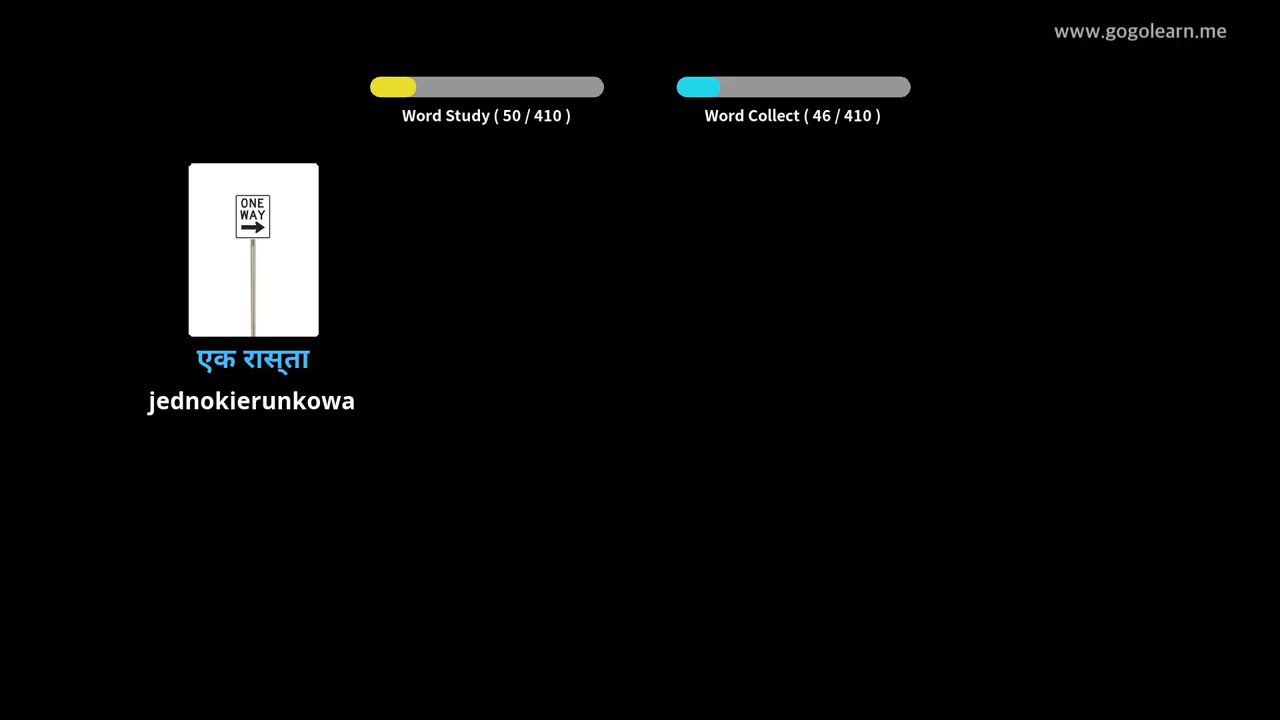 www.gogolearn.me
Word Study ( 50 / 410 )
Word Collect ( 46 / 410 )
ONE
WAY
एक रास्ता
jednokierunkowa